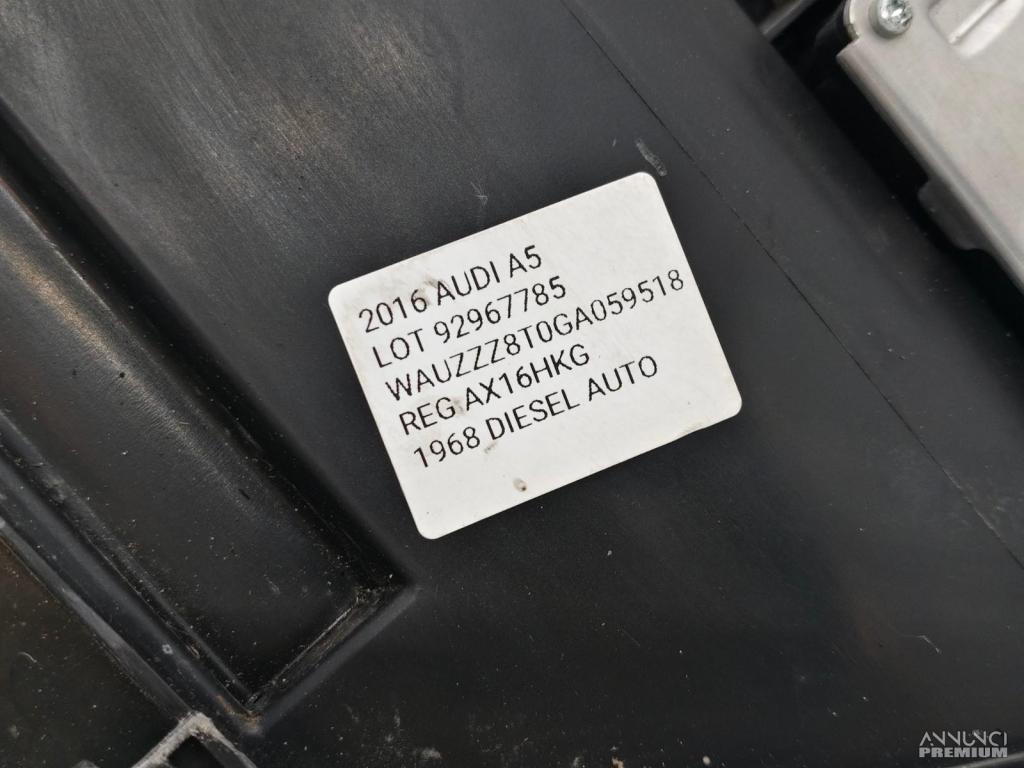 2016 AUDI A5
LOT 92967785
WAUZZZ8T0GA059518
REG AX16HKG
1968 DIESEL AUTO
ANNUNCI
PREMIUM